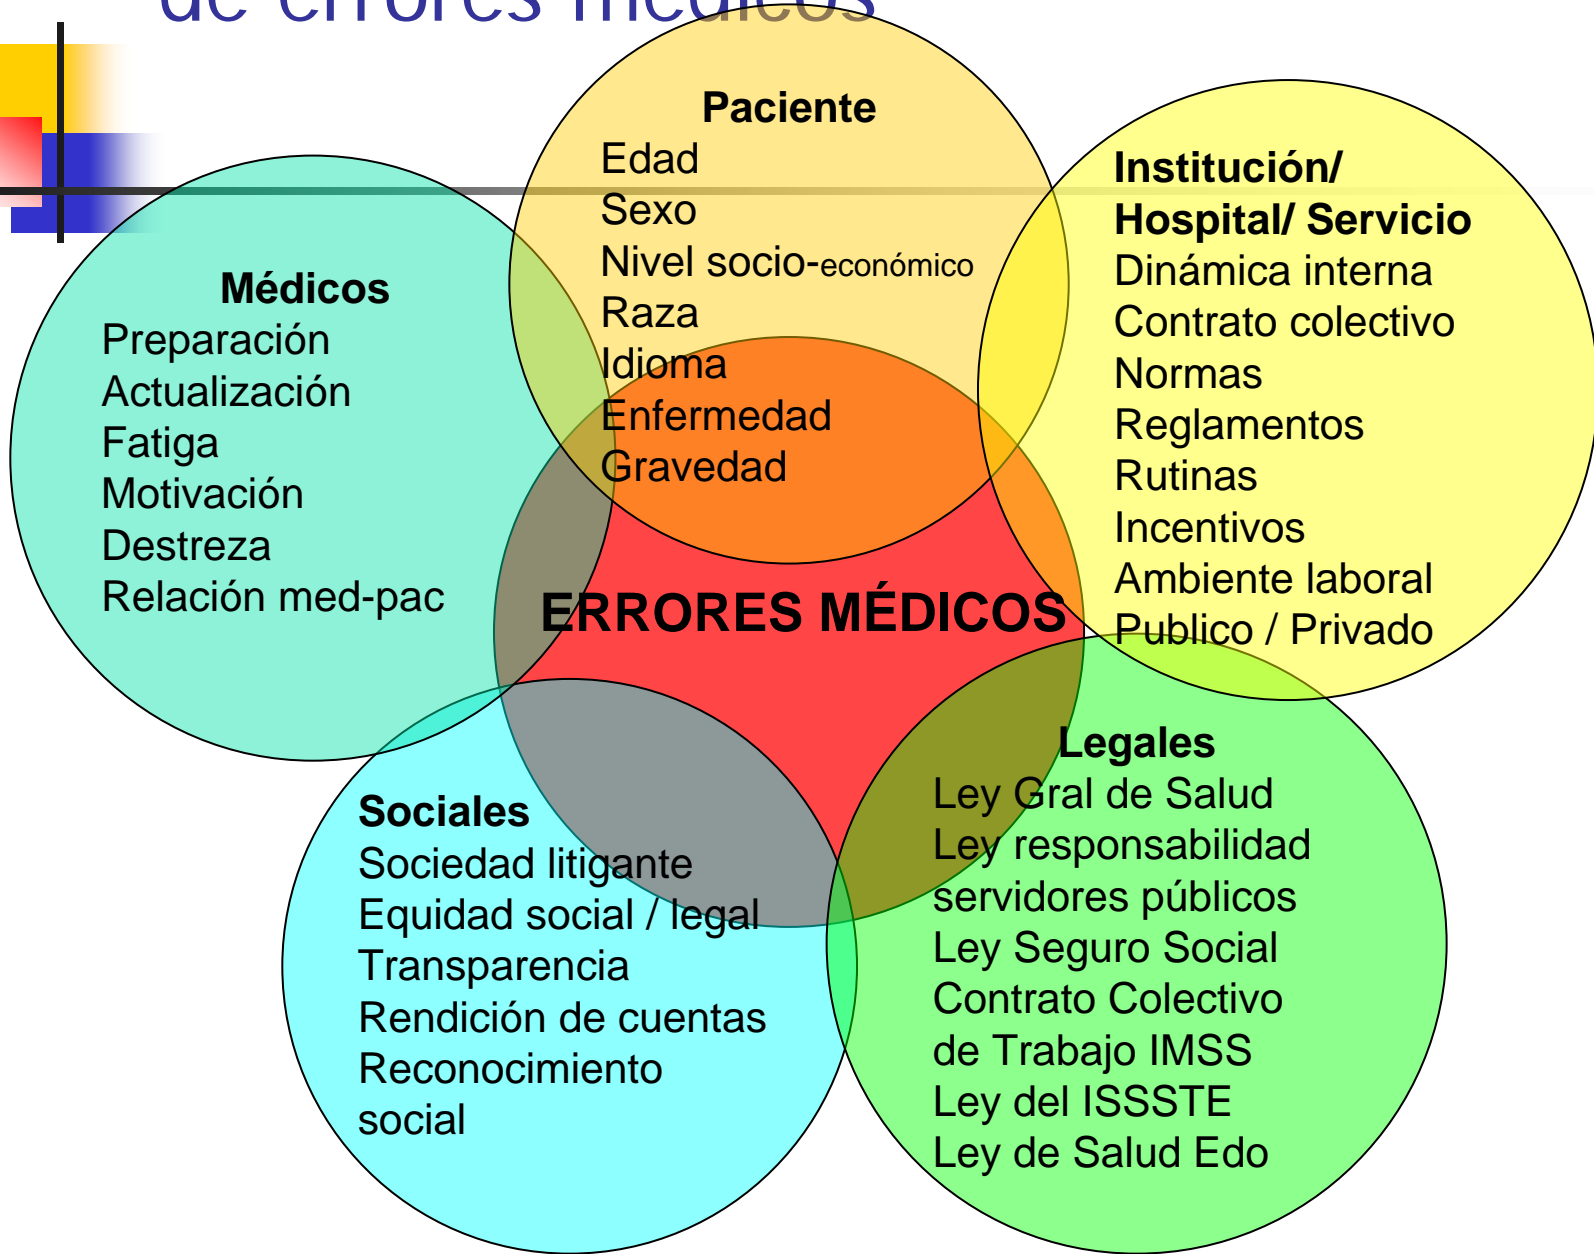 de errores médicos
Paciente
Edad
Sexo
Nivel socio-económico
Raza
Idioma
Enfermedad
Gravedad
Institución/
Hospital/ Servicio
Dinámica interna
Contrato colectivo
Normas
Reglamentos
Rutinas
Incentivos
Ambiente laboral
Publico / Privado
Médicos
Preparación
Actualización
Fatiga
Motivación
Destreza
Relación med-pac
ERRORES MÉDICOS
Sociales
Sociedad litigante
Equidad social / legal
Transparencia
Rendición de cuentas
Reconocimiento
social
Legales
Ley Gral de Salud
Ley responsabilidad
servidores públicos
Ley Seguro Social
Contrato Colectivo
de Trabajo IMSS
Ley del ISSSTE
Ley de Salud Edo